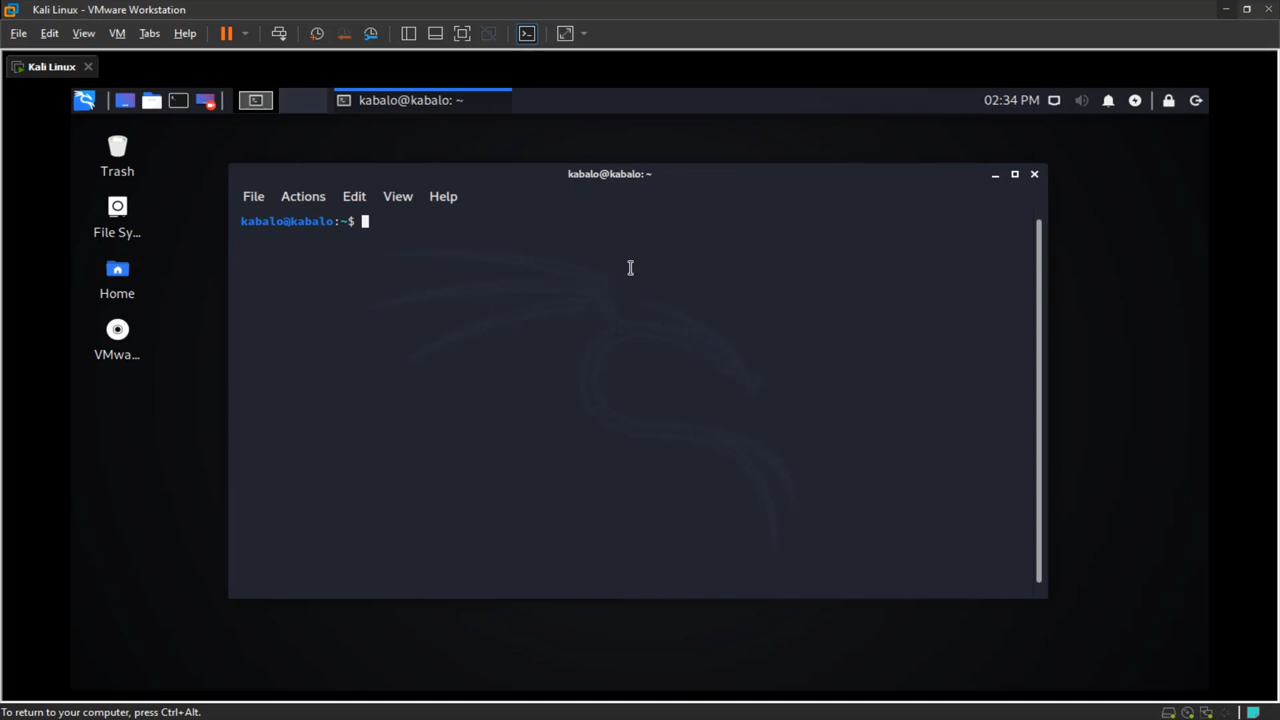 Kali Linux - VMware Workstation
File Edit View VM Tabs Help
Kali Linux
kabalo@kabalo: ~
02:34 PM
Trash
File Sy...
Home
VMwa...
kabalo@kabalo: ~
File Actions Edit View Help
kabalo@kabalo:~$
To return to your computer, press Ctrl+Alt.